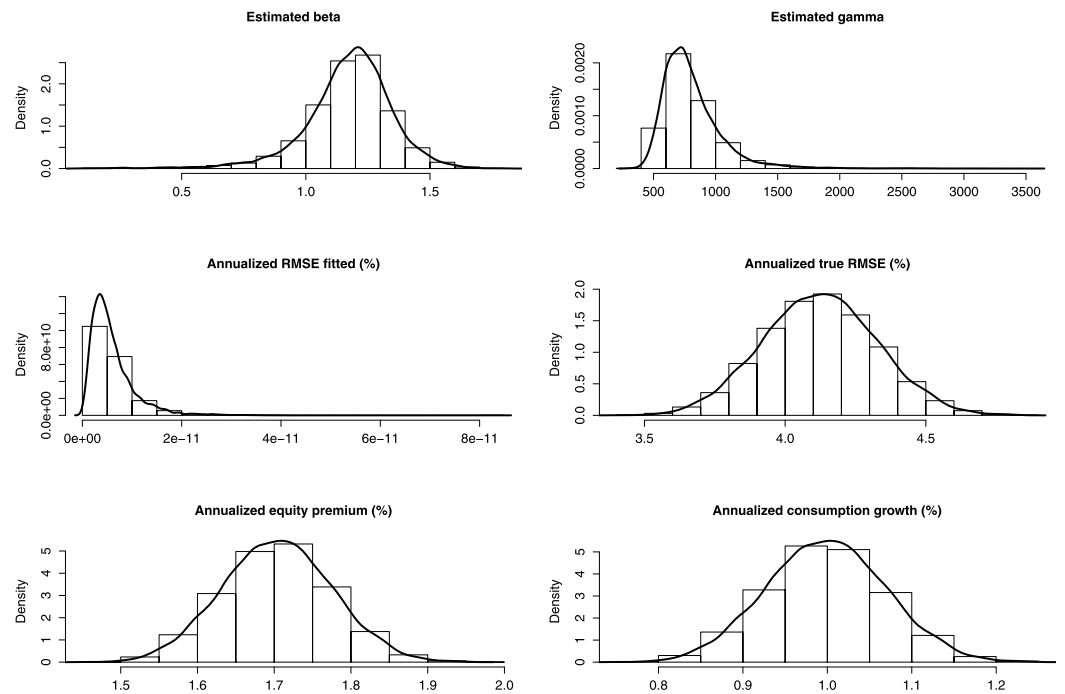 Estimated beta
Density
0.0 1.0 2.0
0.5 1.0 1.5
Estimated gamma
Density
0.0000 0.0010 0.0020
500 1000 1500 2000 2500 3000 3500
Annualized RMSE fitted (%)
Density
0.0e+00 8.0e+10
0e+00 2e−11 4e−11 6e−11 8e−11
Annualized true RMSE (%)
Density
0.0 0.5 1.0 1.5 2.0
3.5 4.0 4.5
Annualized equity premium (%)
Density
0 1 2 3 4 5
1.5 1.6 1.7 1.8 1.9 2.0
Annualized consumption growth (%)
Density
0 1 2 3 4 5
0.8 0.9 1.0 1.1 1.2